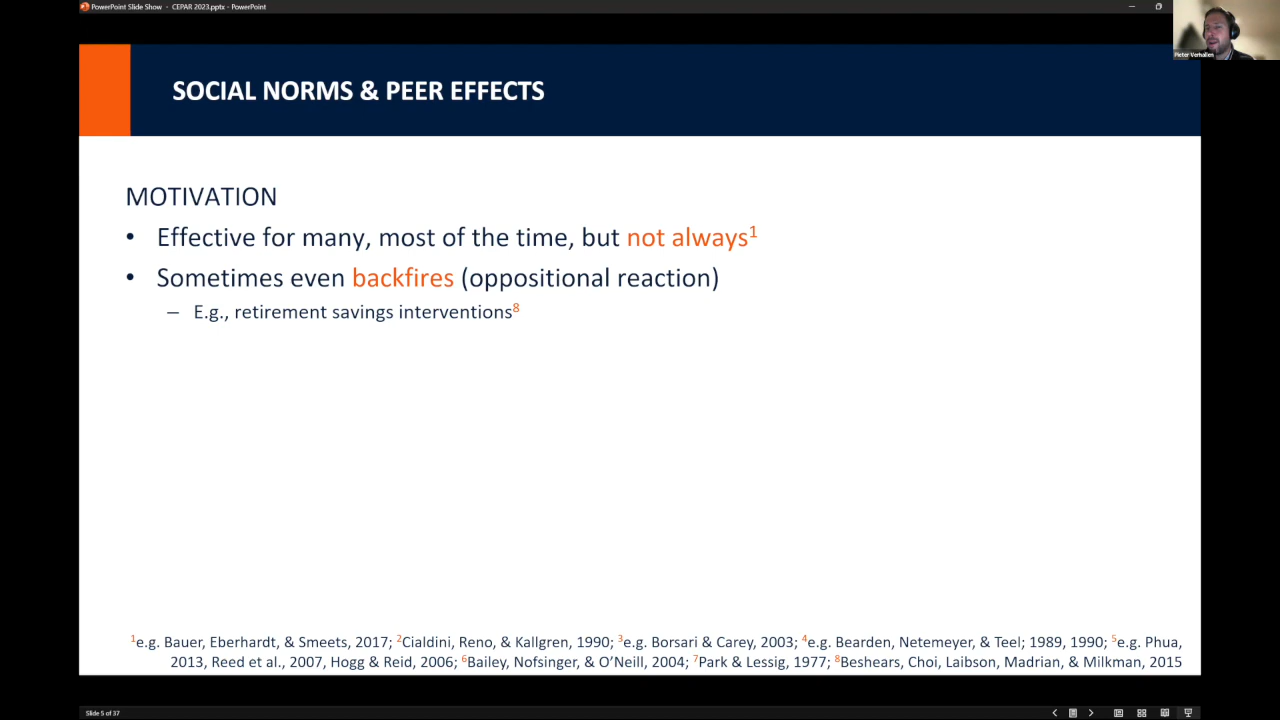 PowerPoint Slide Show - CEPAR 2023.pptx - PowerPoint
Pieter Verhallen
SOCIAL NORMS & PEER EFFECTS
MOTIVATION
• Effective for many, most of the time, but not always1
• Sometimes even backfires (oppositional reaction)
– E.g., retirement savings interventions8
1e.g. Bauer, Eberhardt, & Smeets, 2017; 2Cialdini, Reno, & Kallgren, 1990; 3e.g. Borsari & Carey, 2003; 4e.g. Bearden, Netemeyer, & Teel; 1989, 1990; 5e.g. Phua,
2013, Reed et al., 2007, Hogg & Reid, 2006; 6Bailey, Nofsinger, & O’Neill, 2004; 7Park & Lessig, 1977; 8Beshears, Choi, Laibson, Madrian, & Milkman, 2015
Slide 5 of 37